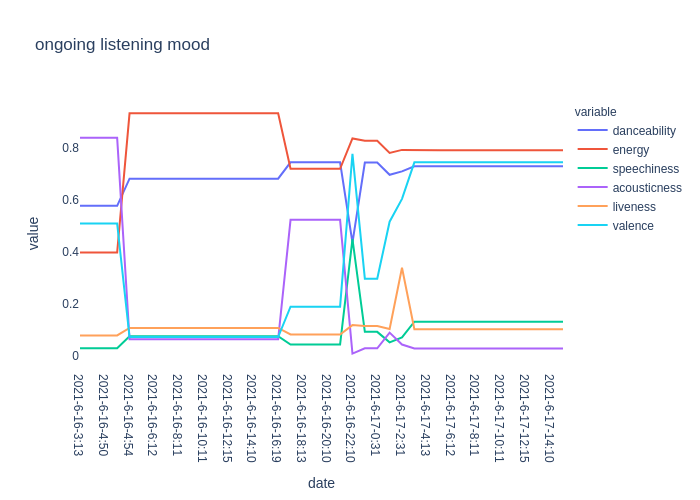 ongoing listening mood
variable
danceability
energy
speechiness
acousticness
liveness
valence
value
0.8
0.6
0.4
0.2
0
2021-6-16-3:13
2021-6-16-4:50
2021-6-16-4:54
2021-6-16-6:12
2021-6-16-8:11
2021-6-16-10:11
2021-6-16-12:15
2021-6-16-14:10
2021-6-16-16:19
2021-6-16-18:13
2021-6-16-20:10
2021-6-16-22:10
2021-6-17-0:31
2021-6-17-2:31
2021-6-17-4:13
2021-6-17-6:12
2021-6-17-8:11
2021-6-17-10:11
2021-6-17-12:15
2021-6-17-14:10
date